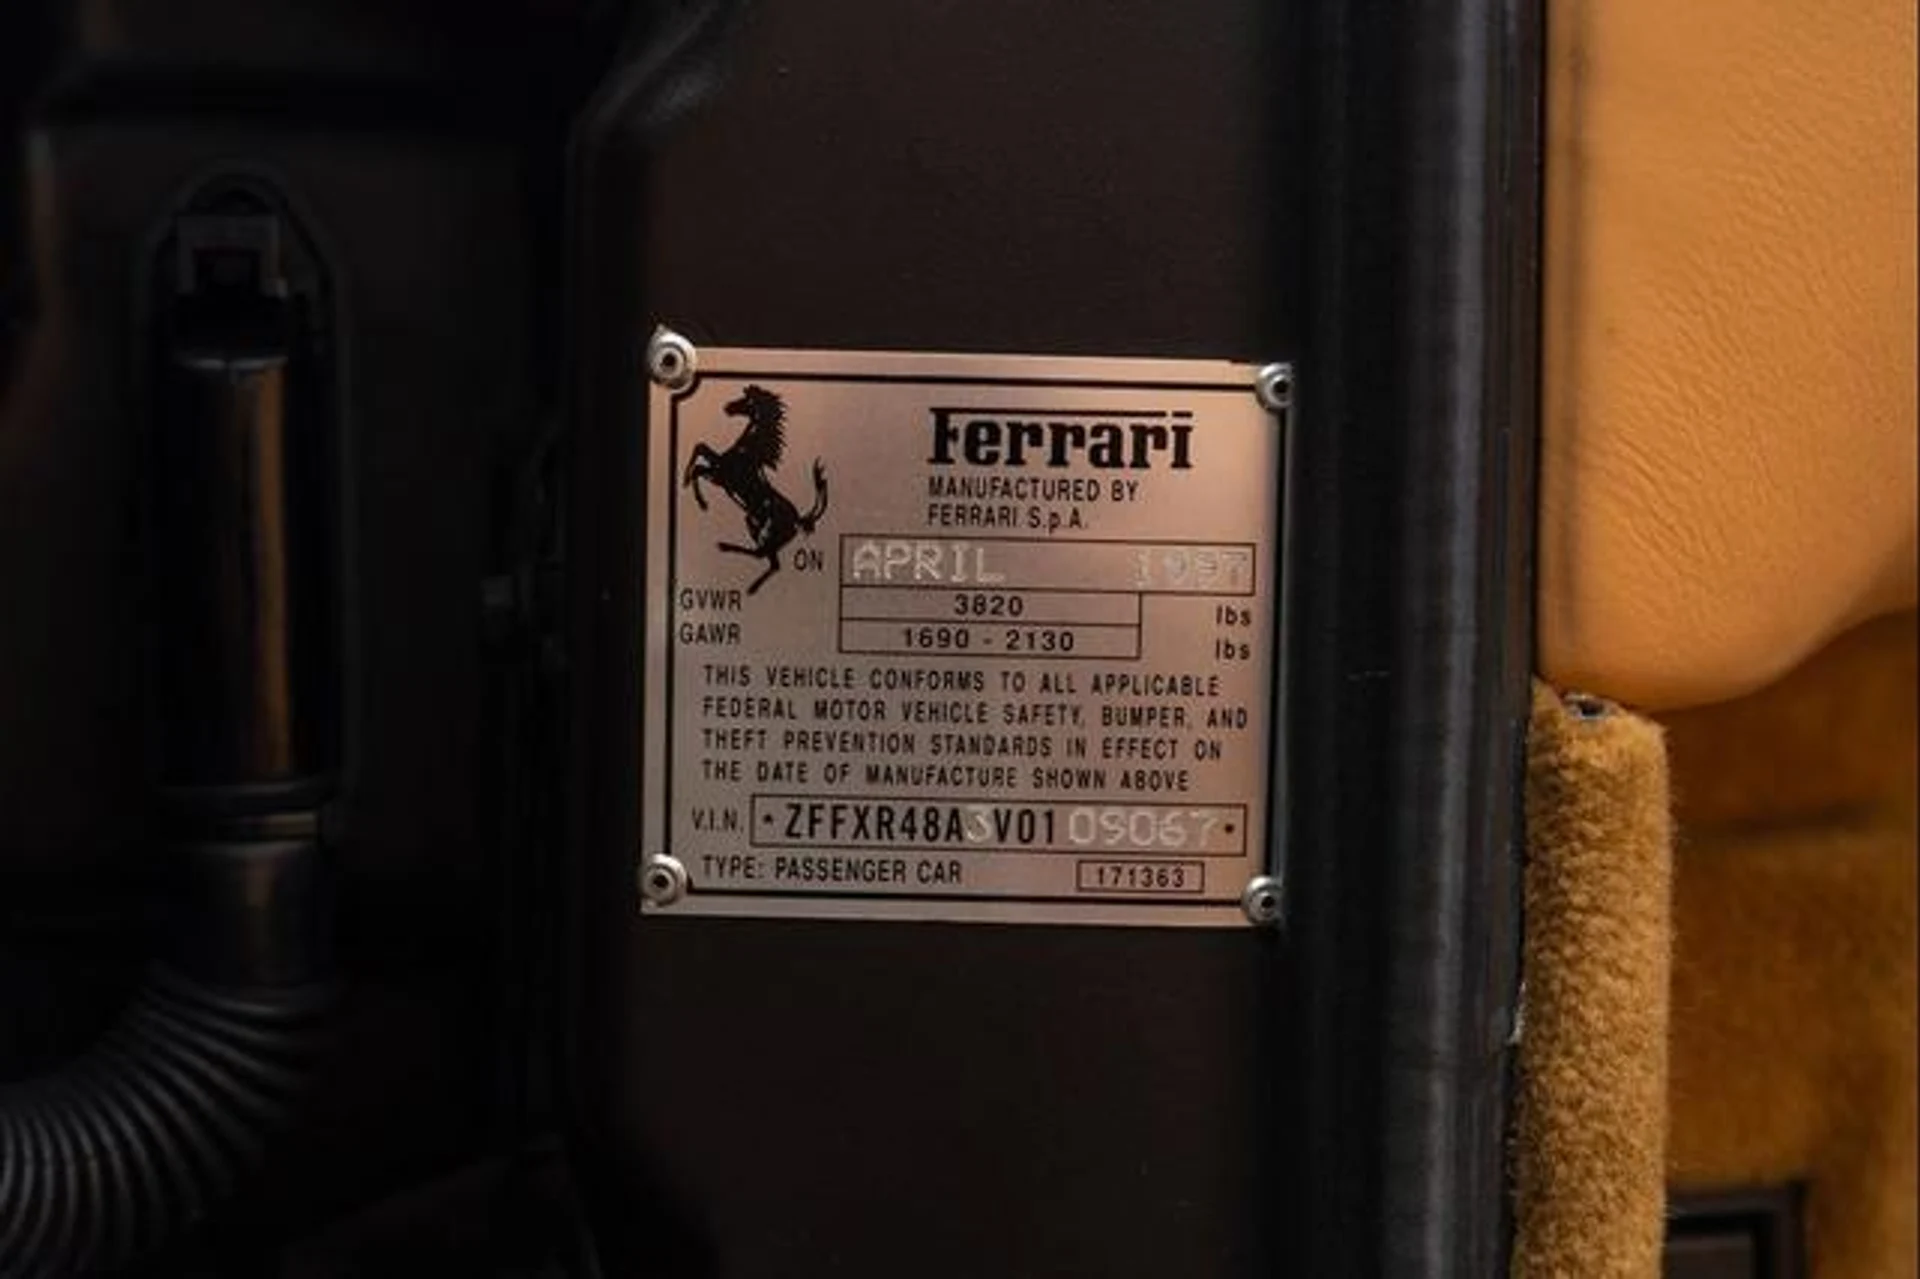 Ferrari
MANUFACTURED BY
FERRARI S.p.A.
ON APRIL 1997
GVWR 3820 lbs
GAWR 1690 - 2130 lbs
THIS VEHICLE CONFORMS TO ALL APPLICABLE
FEDERAL MOTOR VEHICLE SAFETY, BUMPER, AND
THEFT PREVENTION STANDARDS IN EFFECT ON
THE DATE OF MANUFACTURE SHOWN ABOVE
V.I.N. • ZFFXR48A3V0109067 •
TYPE: PASSENGER CAR 171363